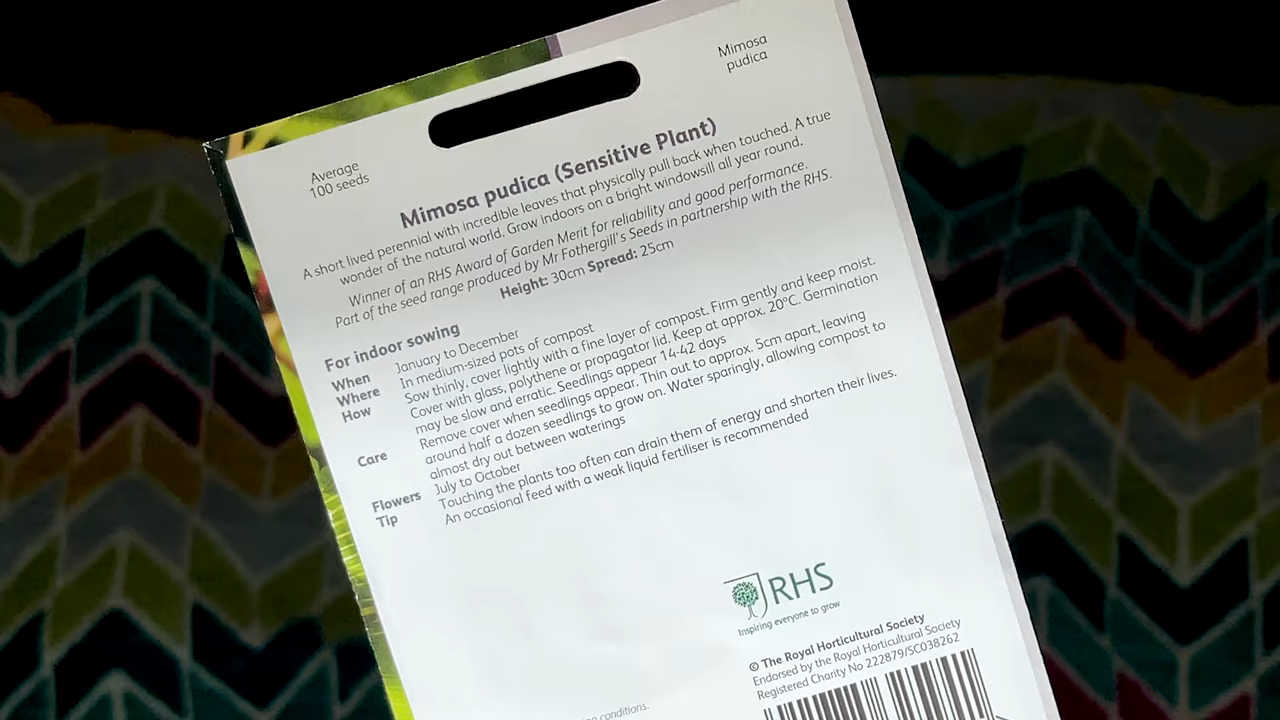 Mimosa
pudica
Average
100 seeds
Mimosa pudica (Sensitive Plant)
A short lived perennial with incredible leaves that physically pull back when touched. A true
wonder of the natural world. Grow indoors on a bright windowsill all year round.
Winner of an RHS Award of Garden Merit for reliability and good performance.
Part of the seed range produced by Mr Fothergill's Seeds in partnership with the RHS.
Height: 30cm Spread: 25cm
For indoor sowing
When January to December
Where In medium-sized pots of compost
How Sow thinly, cover lightly with a fine layer of compost. Firm gently and keep moist.
Cover with glass, polythene or propagator lid. Keep at approx. 20°C. Germination
may be slow and erratic. Seedlings appear 14-42 days
Care Remove cover when seedlings appear. Thin out to approx. 5cm apart, leaving
around half a dozen seedlings to grow on. Water sparingly, allowing compost to
almost dry out between waterings
Flowers July to October
Tip Touching the plants too often can drain them of energy and shorten their lives.
An occasional feed with a weak liquid fertiliser is recommended
RHS
Inspiring everyone to grow
© The Royal Horticultural Society
Endorsed by the Royal Horticultural Society
Registered Charity No 222879/SC038262
conditions.